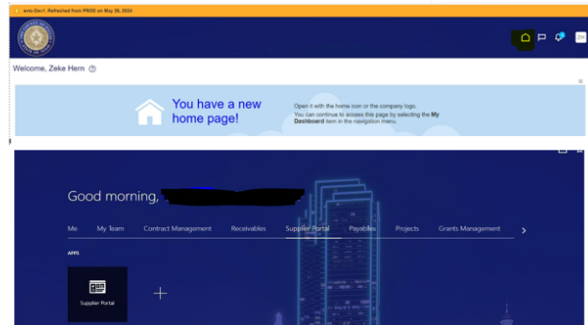 Refreshed from PROD on May 26, 2024
Welcome, Zeke Hern
You have a new
home page!
Open it with the home icon or the company logo.
You can continue to access this page by selecting the My
Dashboard item in the navigation menu.
Good morning,
Me My Team Contract Management Receivables Supplier Portal Payables Projects Grants Management
APPS
Supplier Portal